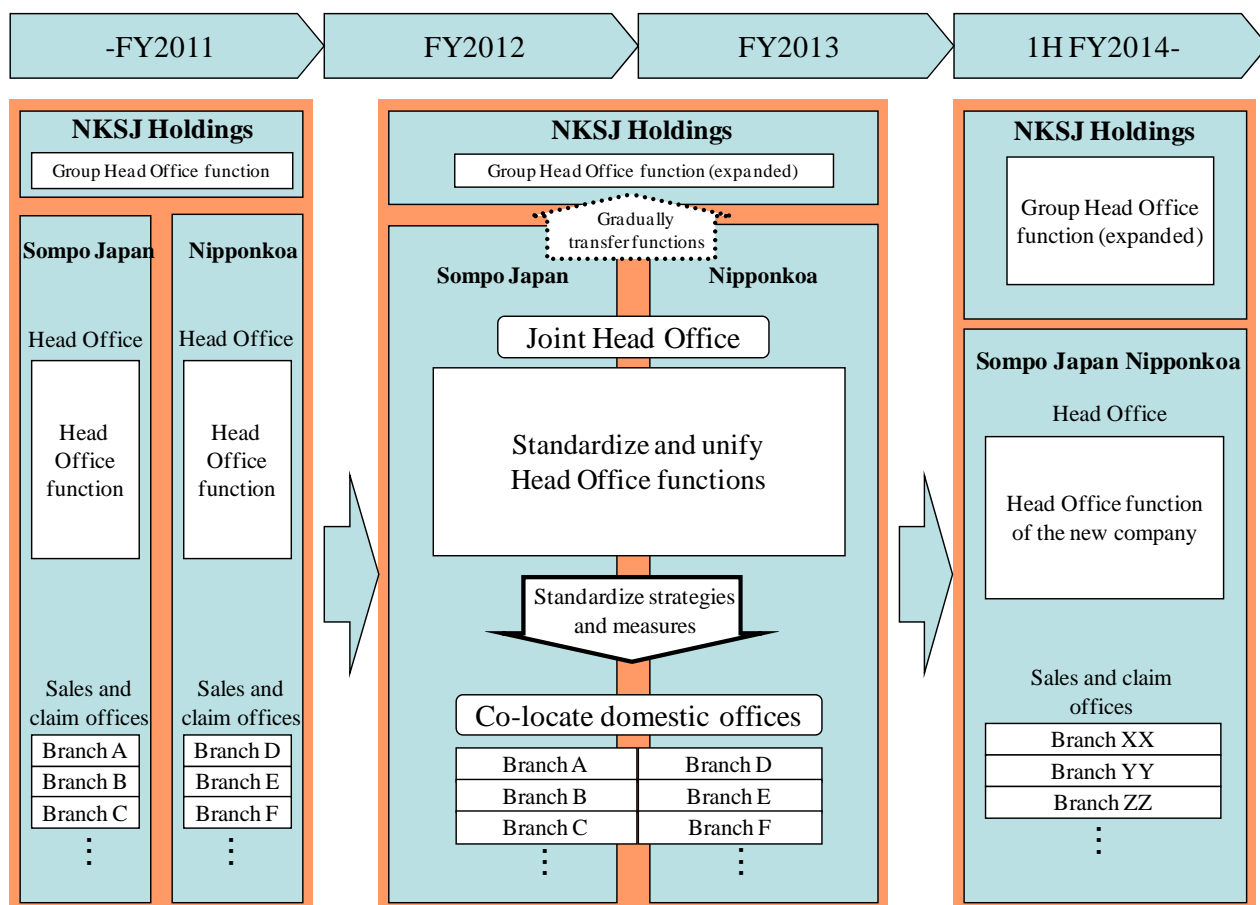 -FY2011
FY2012
FY2013
1H FY2014-
NKSJ Holdings
Group Head Office function
Sompo Japan
Nipponkoa
Head Office
Head Office
Head
Office
function
Head
Office
function
Sales and
claim offices
Sales and
claim offices
Branch A
Branch B
Branch C
⋮
Branch D
Branch E
Branch F
⋮
NKSJ Holdings
Group Head Office function (expanded)
Gradually
transfer functions
Sompo Japan
Nipponkoa
Joint Head Office
Standardize and unify
Head Office functions
Standardize strategies
and measures
Co-locate domestic offices
Branch A
Branch B
Branch C
⋮
Branch D
Branch E
Branch F
⋮
NKSJ Holdings
Group Head Office
function (expanded)
Sompo Japan Nipponkoa
Head Office
Head Office function
of the new company
Sales and claim
offices
Branch XX
Branch YY
Branch ZZ
⋮